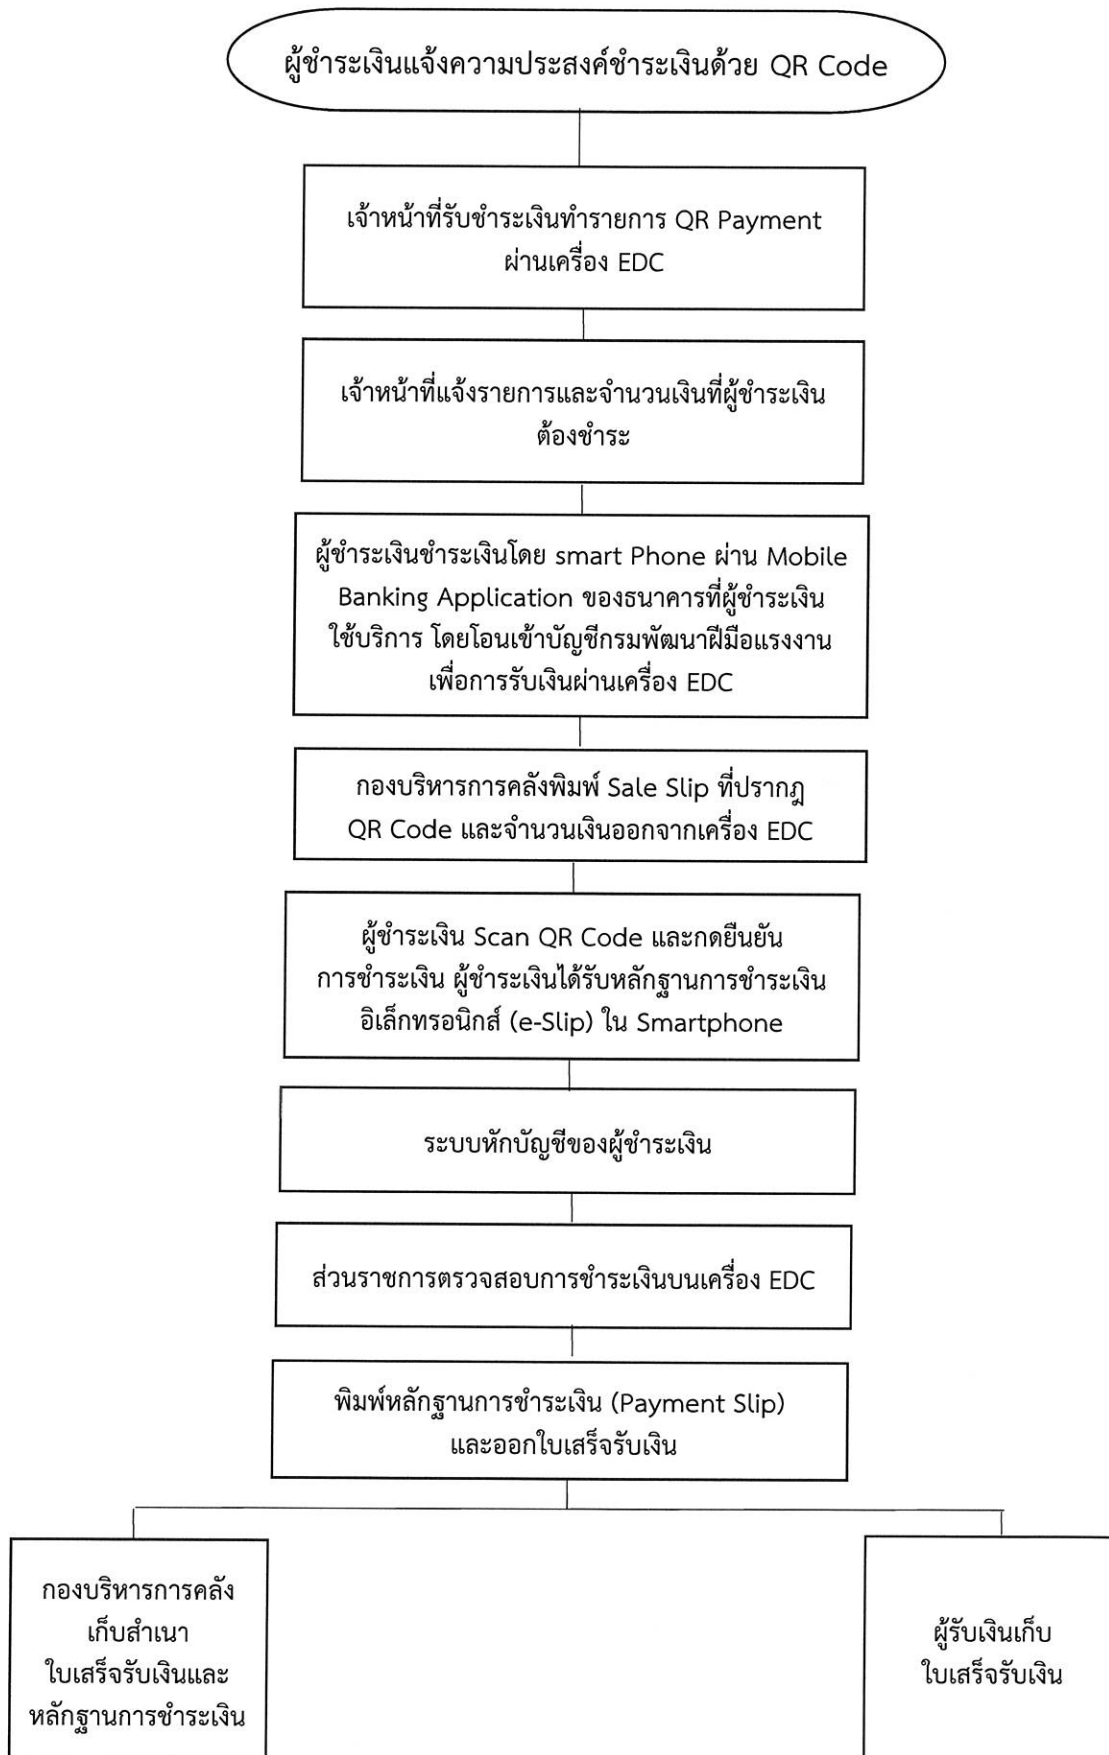 ผู้ชำระเงินแจ้งความประสงค์ชำระเงินด้วย QR Code
เจ้าหน้าที่รับชำระเงินทำรายการ QR Payment
ผ่านเครื่อง EDC
เจ้าหน้าที่แจ้งรายการและจำนวนเงินที่ผู้ชำระเงิน
ต้องชำระ
ผู้ชำระเงินชำระเงินโดย smart Phone ผ่าน Mobile
Banking Application ของธนาคารที่ผู้ชำระเงิน
ใช้บริการ โดยโอนเข้าบัญชีกรมพัฒนาฝีมือแรงงาน
เพื่อการรับเงินผ่านเครื่อง EDC
กองบริหารการคลังพิมพ์ Sale Slip ที่ปรากฎ
QR Code และจำนวนเงินออกจากเครื่อง EDC
ผู้ชำระเงิน Scan QR Code และกดยืนยัน
การชำระเงิน ผู้ชำระเงินได้รับหลักฐานการชำระเงิน
อิเล็กทรอนิกส์ (e-Slip) ใน Smartphone
ระบบหักบัญชีของผู้ชำระเงิน
ส่วนราชการตรวจสอบการชำระเงินบนเครื่อง EDC
พิมพ์หลักฐานการชำระเงิน (Payment Slip)
และออกใบเสร็จรับเงิน
กองบริหารการคลัง
เก็บสำเนา
ใบเสร็จรับเงินและ
หลักฐานการชำระเงิน
ผู้รับเงินเก็บ
ใบเสร็จรับเงิน